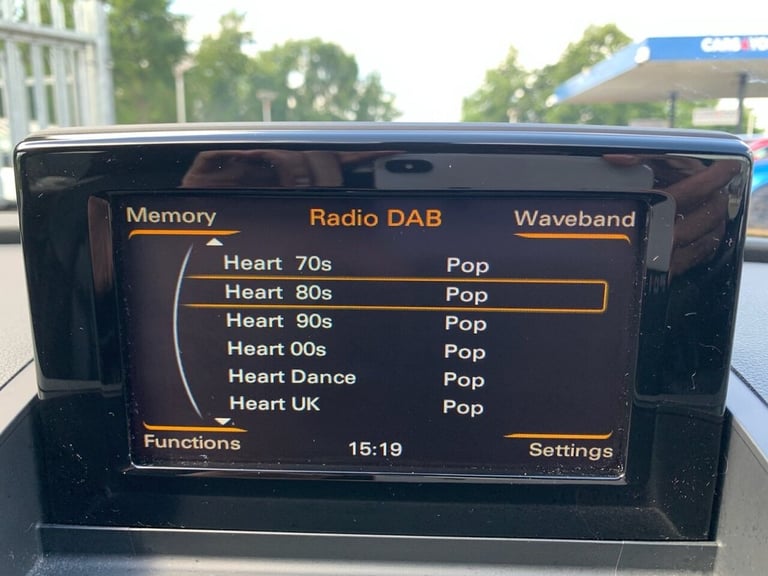 CARS
Memory Radio DAB Waveband
Heart 70s Pop
Heart 80s Pop
Heart 90s Pop
Heart 00s Pop
Heart Dance Pop
Heart UK Pop
Functions 15:19 Settings